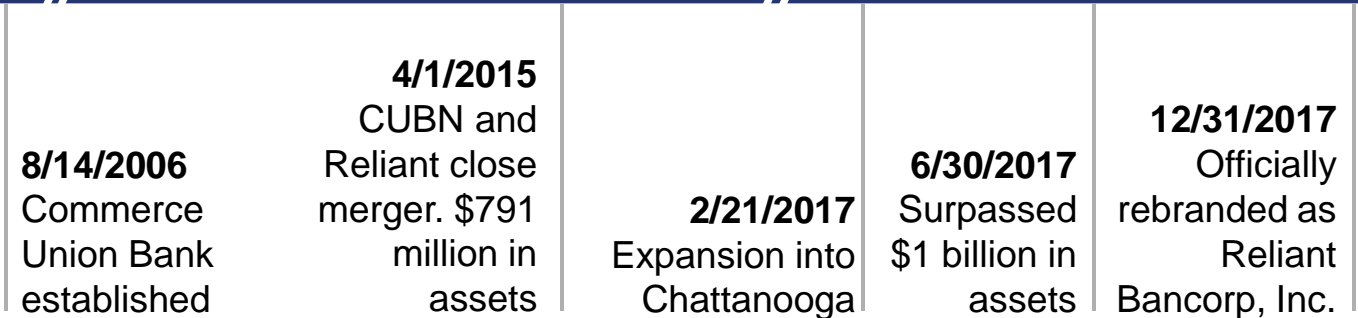 8/14/2006
Commerce
Union Bank
established
4/1/2015
CUBN and
Reliant close
merger. $791
million in
assets
2/21/2017
Expansion into
Chattanooga
6/30/2017
Surpassed
$1 billion in
assets
12/31/2017
Officially
rebranded as
Reliant
Bancorp, Inc.